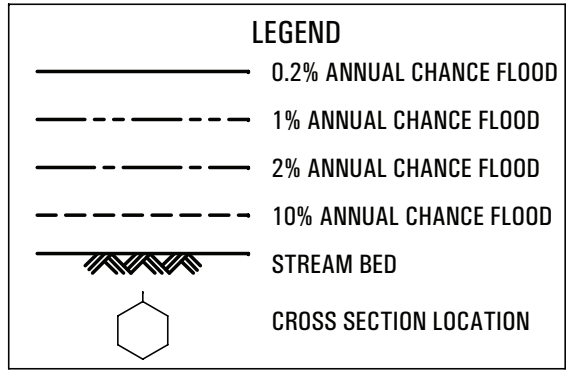 LEGEND
0.2% ANNUAL CHANCE FLOOD
1% ANNUAL CHANCE FLOOD
2% ANNUAL CHANCE FLOOD
10% ANNUAL CHANCE FLOOD
STREAM BED
CROSS SECTION LOCATION